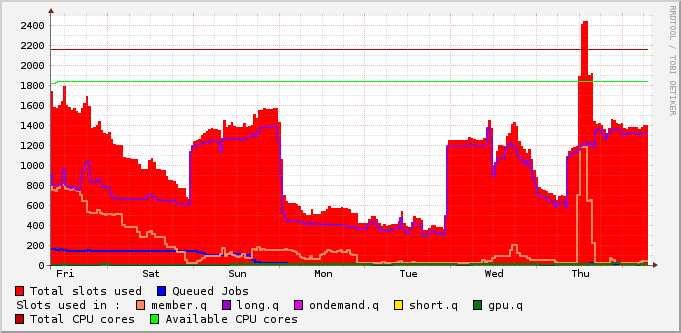 2400
2200
2000
1800
1600
1400
1200
1000
800
600
400
200
0
Fri Sat Sun Mon Tue Wed Thu
Total slots used Queued Jobs
Slots used in : member.q long.q ondemand.q short.q gpu.q
Total CPU cores Available CPU cores
RRDTOOL / TOBI OETIKER